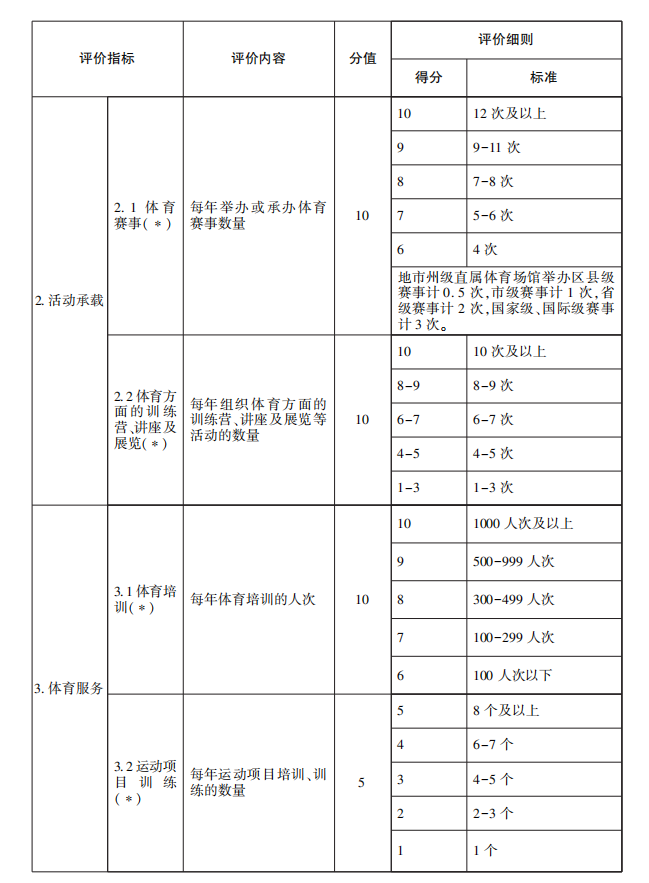 评价指标
评价内容
分值
评价细则
得分
标准
2. 活动承载
2. 1 体育
赛事( * )
每年举办或承办体育
赛事数量
10
10
12 次及以上
9
9-11 次
8
7-8 次
7
5-6 次
6
4 次
地市州级直属体育场馆举办区县级
赛事计 0. 5 次,市级赛事计 1 次,省
级赛事计 2 次,国家级、国际级赛事
计 3 次。
2. 2 体育方
面的训练
营、讲座及
展览( * )
每年组织体育方面的
训练营、讲座及展览等
活动的数量
10
10
10 次及以上
8-9
8-9 次
6-7
6-7 次
4-5
4-5 次
1-3
1-3 次
3. 体育服务
3. 1 体育培
训( * )
每年体育培训的人次
10
10
1000 人次及以上
9
500-999 人次
8
300-499 人次
7
100-299 人次
6
100 人次以下
3. 2 运动项
目训练
( * )
每年运动项目培训、训
练的数量
5
5
8 个及以上
4
6-7 个
3
4-5 个
2
2-3 个
1
1 个